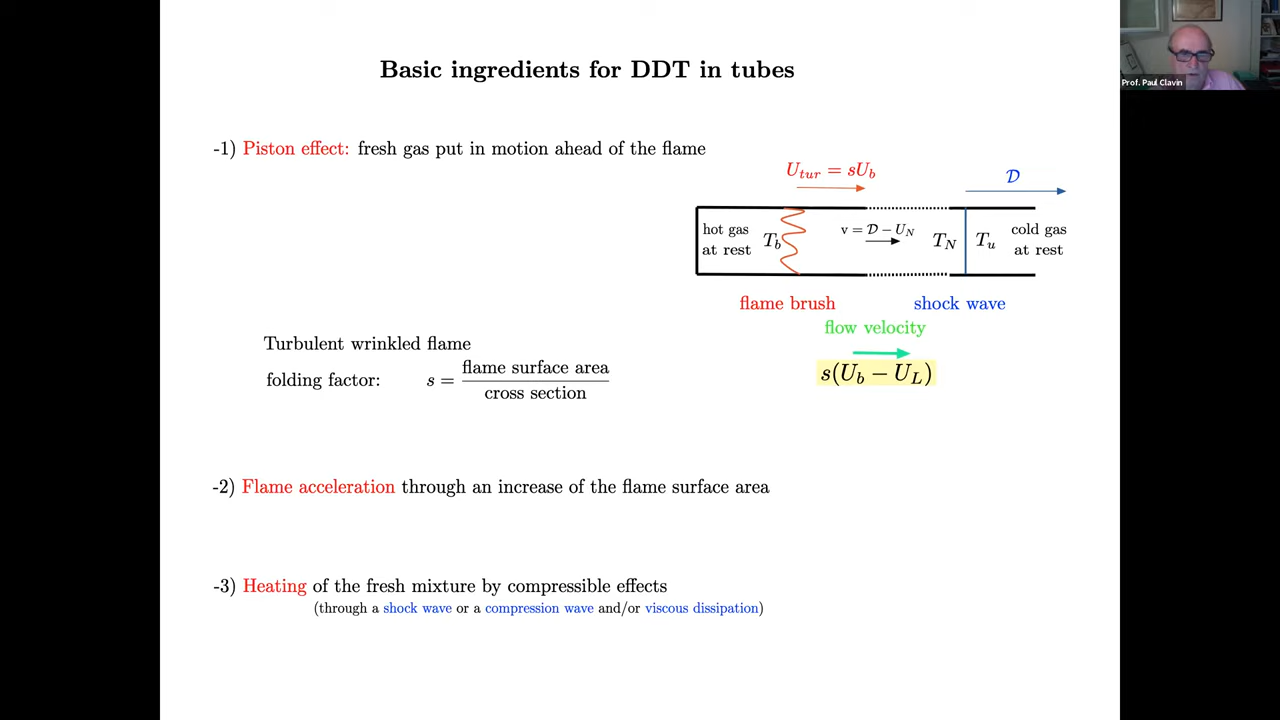 Basic ingredients for DDT in tubes
Prof. Paul Clavin
-1) Piston effect: fresh gas put in motion ahead of the flame
U_tur = sU_b
𝒟
hot gas
at rest
T_b
v = 𝒟 − U_N
T_N
T_u
cold gas
at rest
flame brush
shock wave
flow velocity
s(U_b − U_L)
Turbulent wrinkled flame
folding factor: s = flame surface area
cross section
-2) Flame acceleration through an increase of the flame surface area
-3) Heating of the fresh mixture by compressible effects
(through a shock wave or a compression wave and/or viscous dissipation)